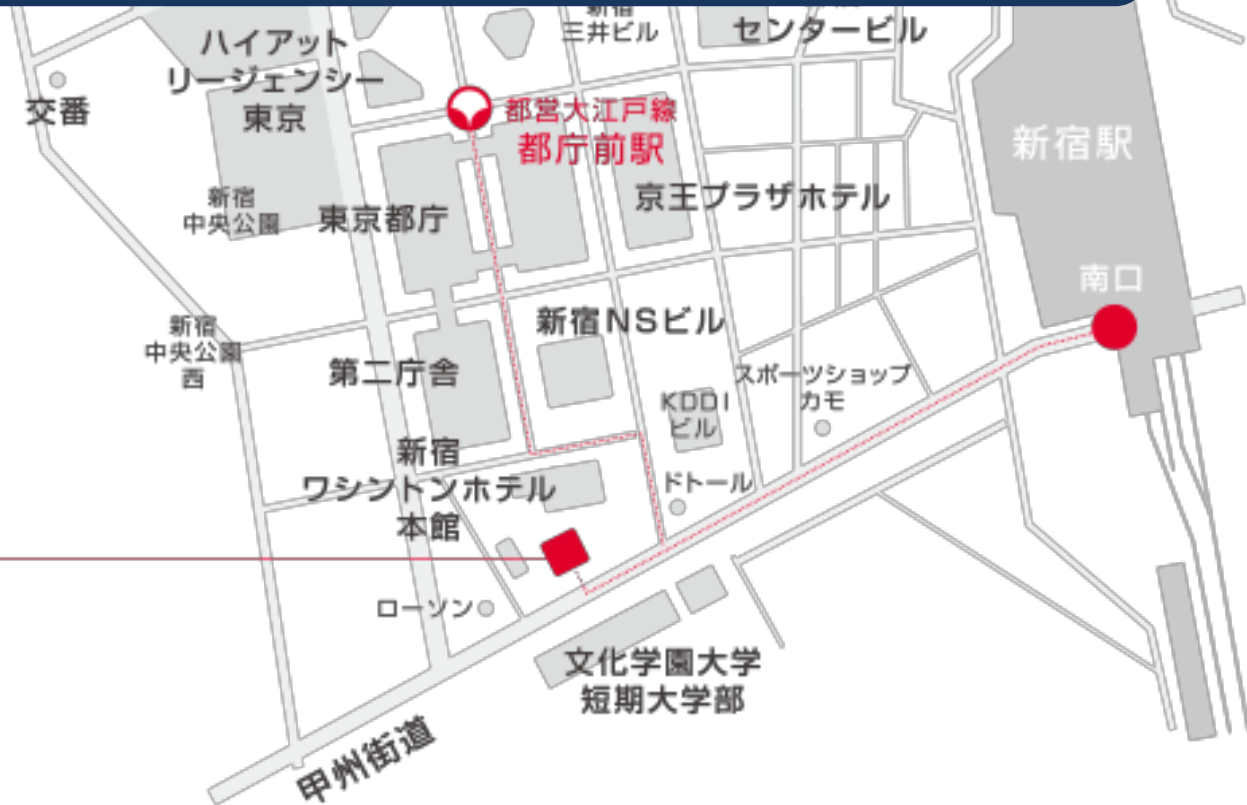 新宿
三井ビル
センタービル
ハイアット
リージェンシー
東京
交番
都営大江戸線
都庁前駅
新宿駅
新宿
中央公園
東京都庁
京王プラザホテル
南口
新宿
中央公園
西
新宿NSビル
第二庁舎
スポーツショップ
カモ
KDDI
ビル
新宿
ワシントンホテル
本館
ドトール
ローソン
文化学園大学
短期大学部
甲州街道